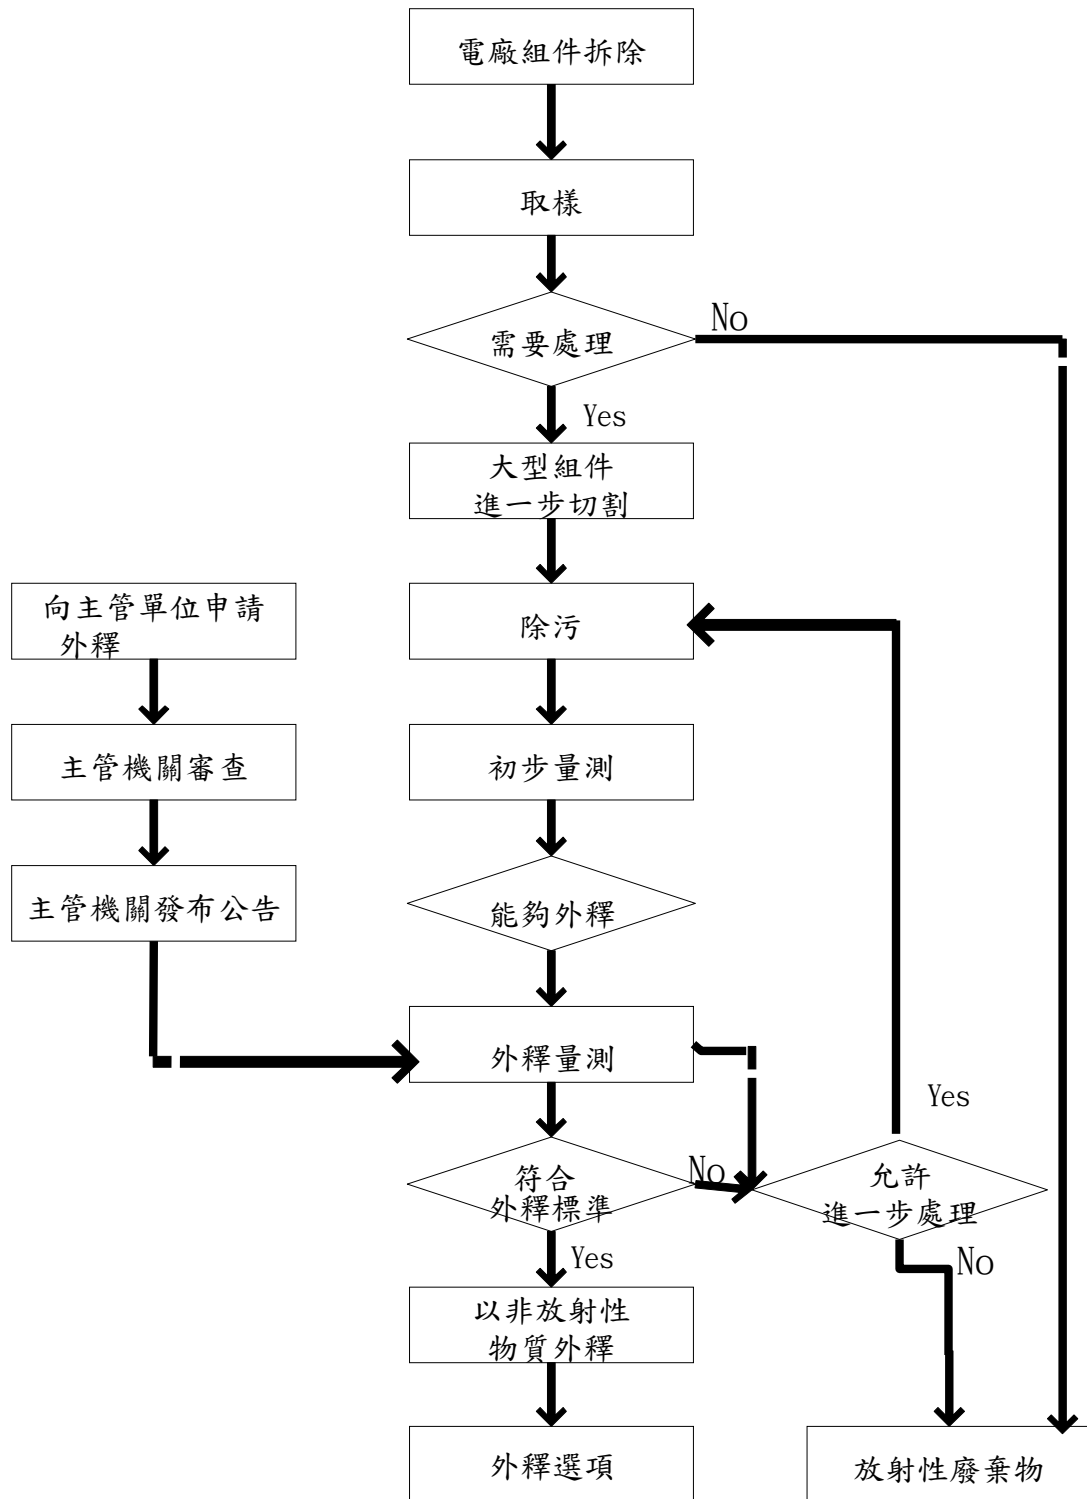 電廠組件拆除
取樣
需要處理
No
Yes
大型組件
進一步切割
向主管單位申請
外釋
除污
主管機關審查
初步量測
主管機關發布公告
能夠外釋
外釋量測
Yes
符合
外釋標準
No
允許
進一步處理
Yes
No
以非放射性
物質外釋
外釋選項
放射性廢棄物